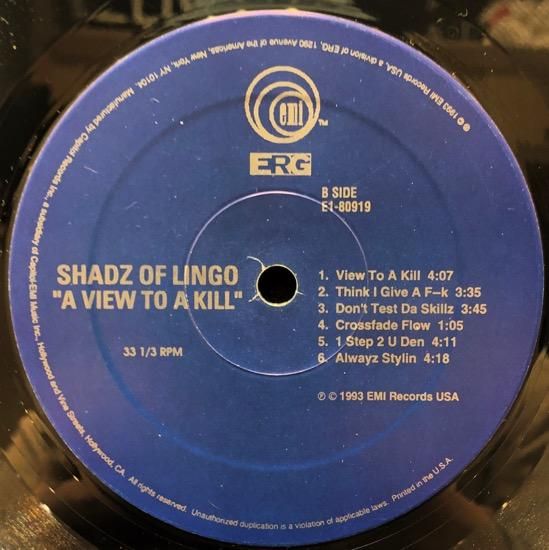 emi
TM
ERG
B SIDE
E1-80919
SHADZ OF LINGO
"A VIEW TO A KILL"
33 1/3 RPM
1. View To A Kill 4:07
2. Think I Give A F--k 3:35
3. Don't Test Da Skillz 3:45
4. Crossfade Flow 1:05
5. 1 Step 2 U Den 4:11
6. Alwayz Stylin 4:18
℗ © 1993 EMI Records USA
℗ © 1993 EMI Records USA, a division of ERG, 1290 Avenue of the Americas, New York, NY 10104. Manufactured by Capitol Records Inc., a subsidiary of Capitol-EMI Music Inc., Hollywood and Vine Streets, Hollywood, CA. All rights reserved. Unauthorized duplication is a violation of applicable laws. Printed in the U.S.A.